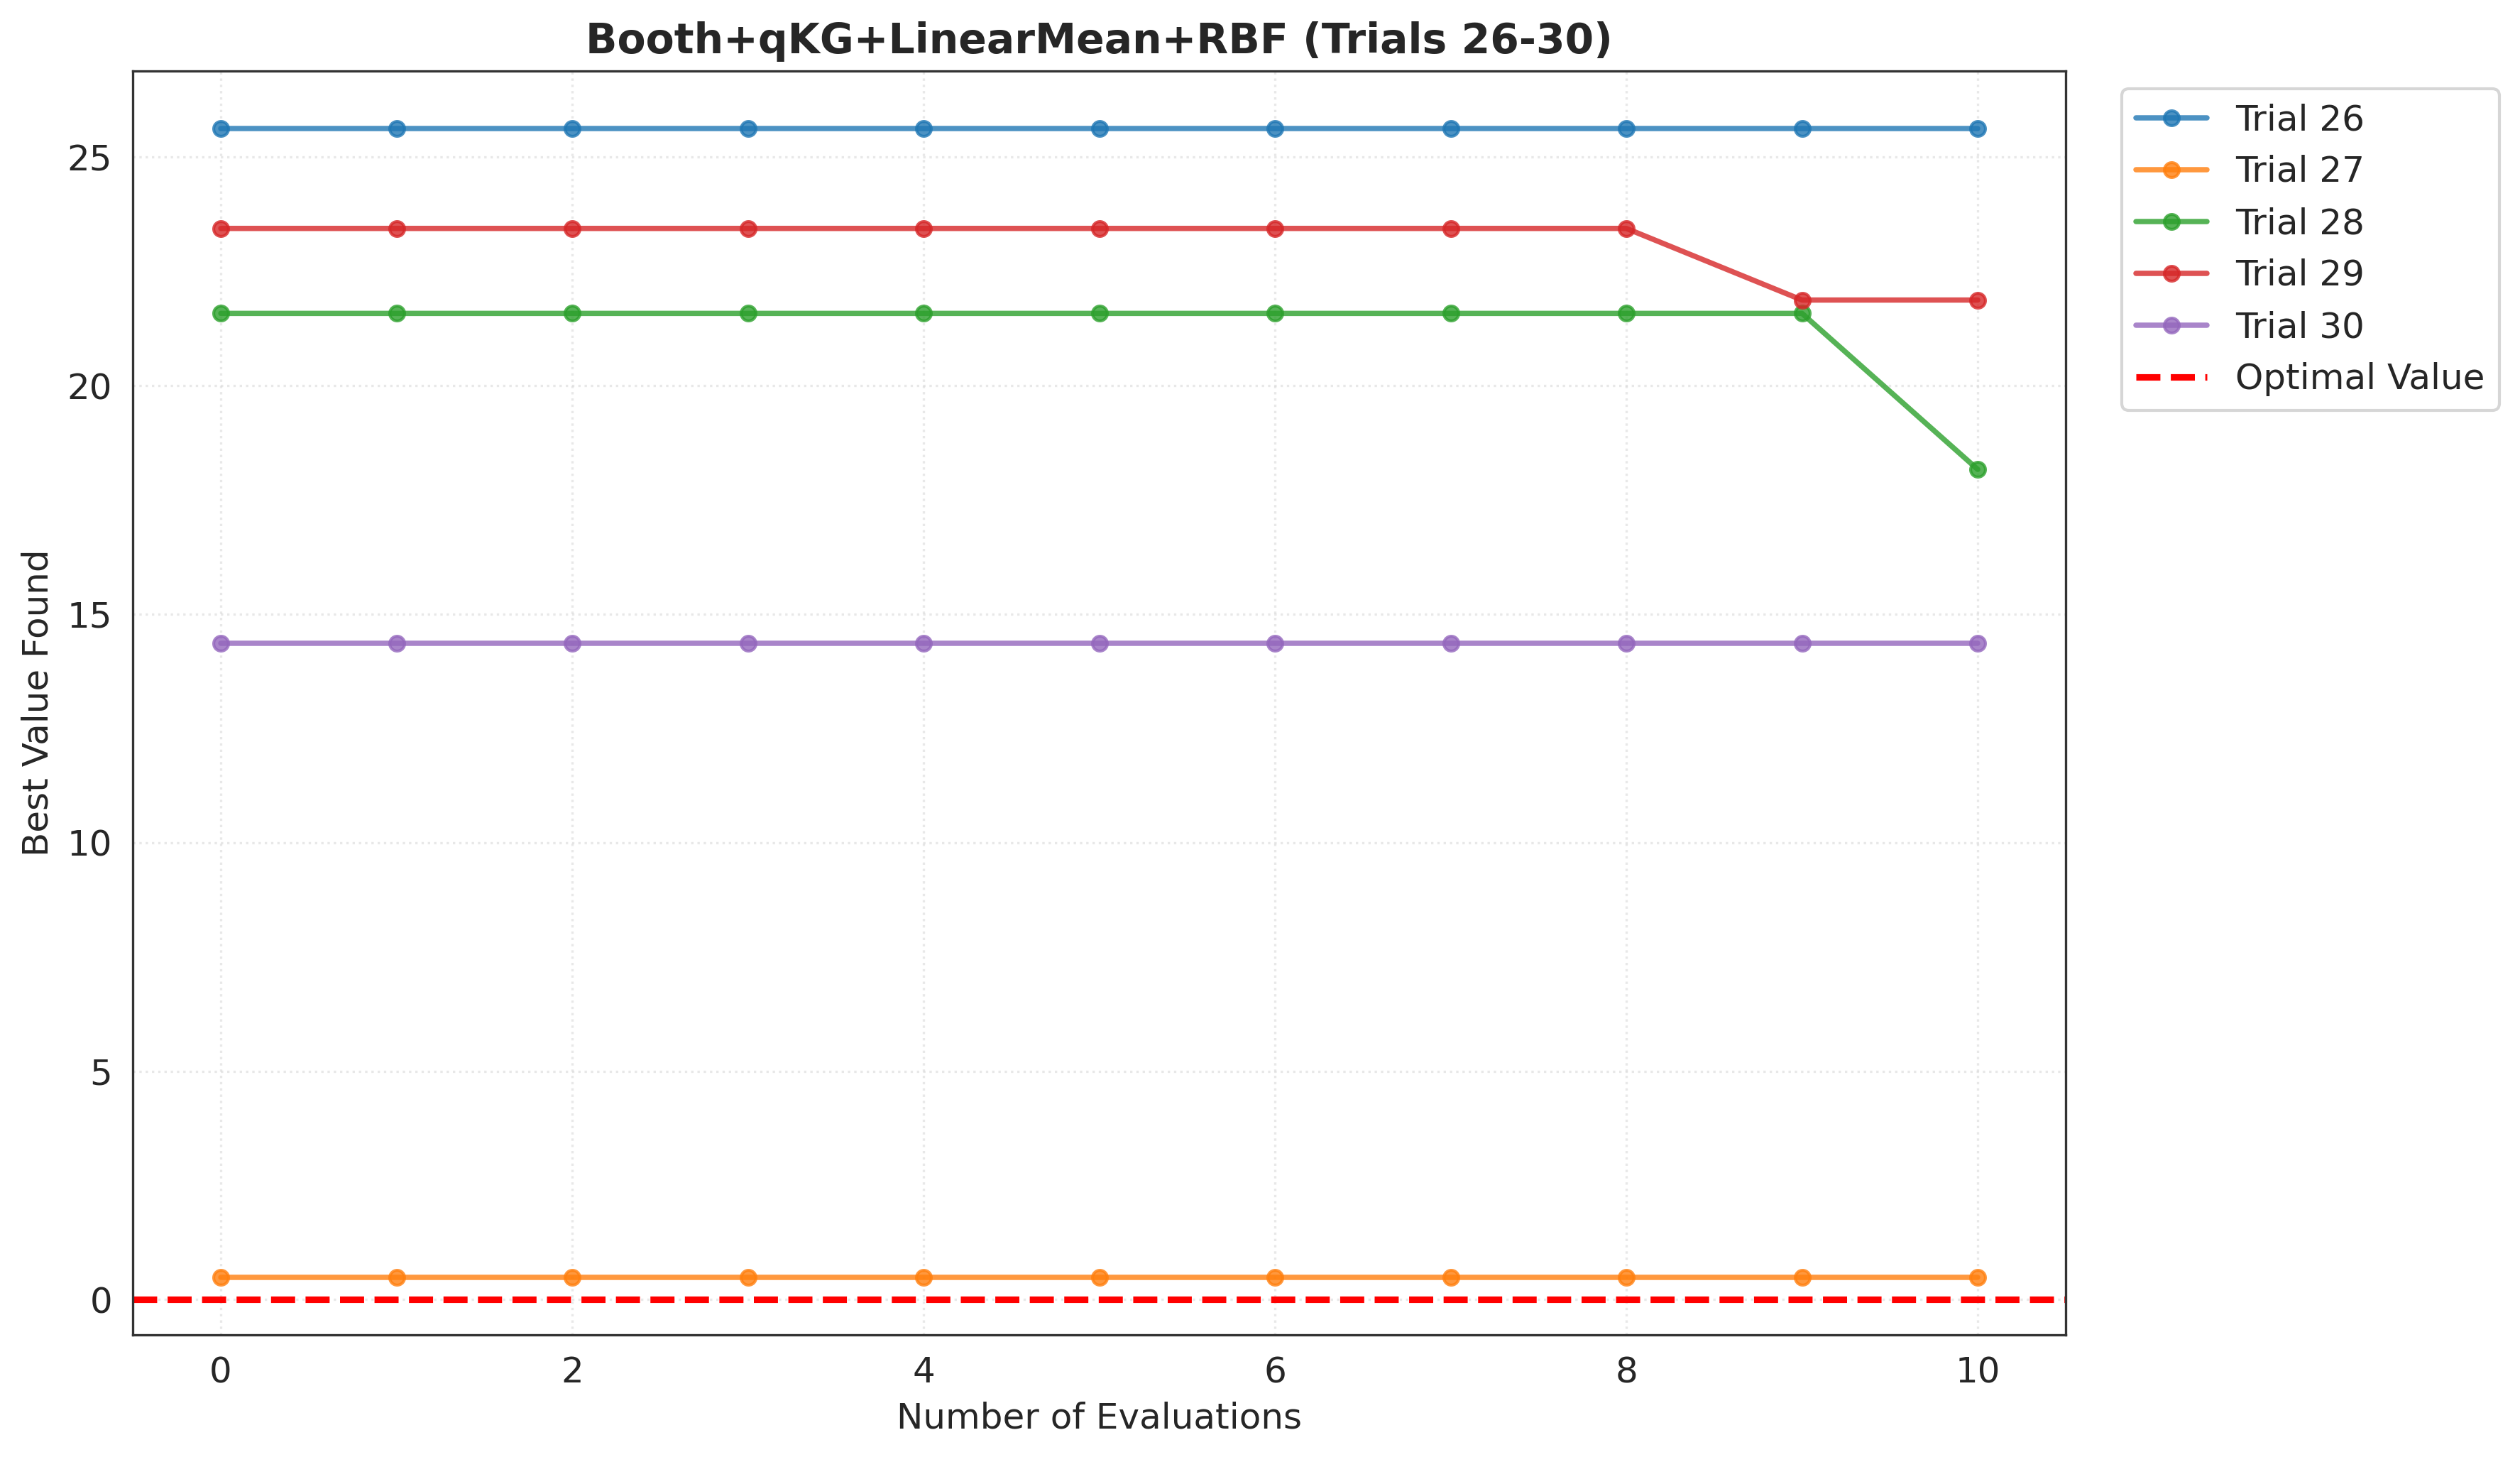 Booth+qKG+LinearMean+RBF (Trials 26-30)
Best Value Found
25
20
15
10
5
0
0 2 4 6 8 10
Number of Evaluations
Trial 26
Trial 27
Trial 28
Trial 29
Trial 30
Optimal Value